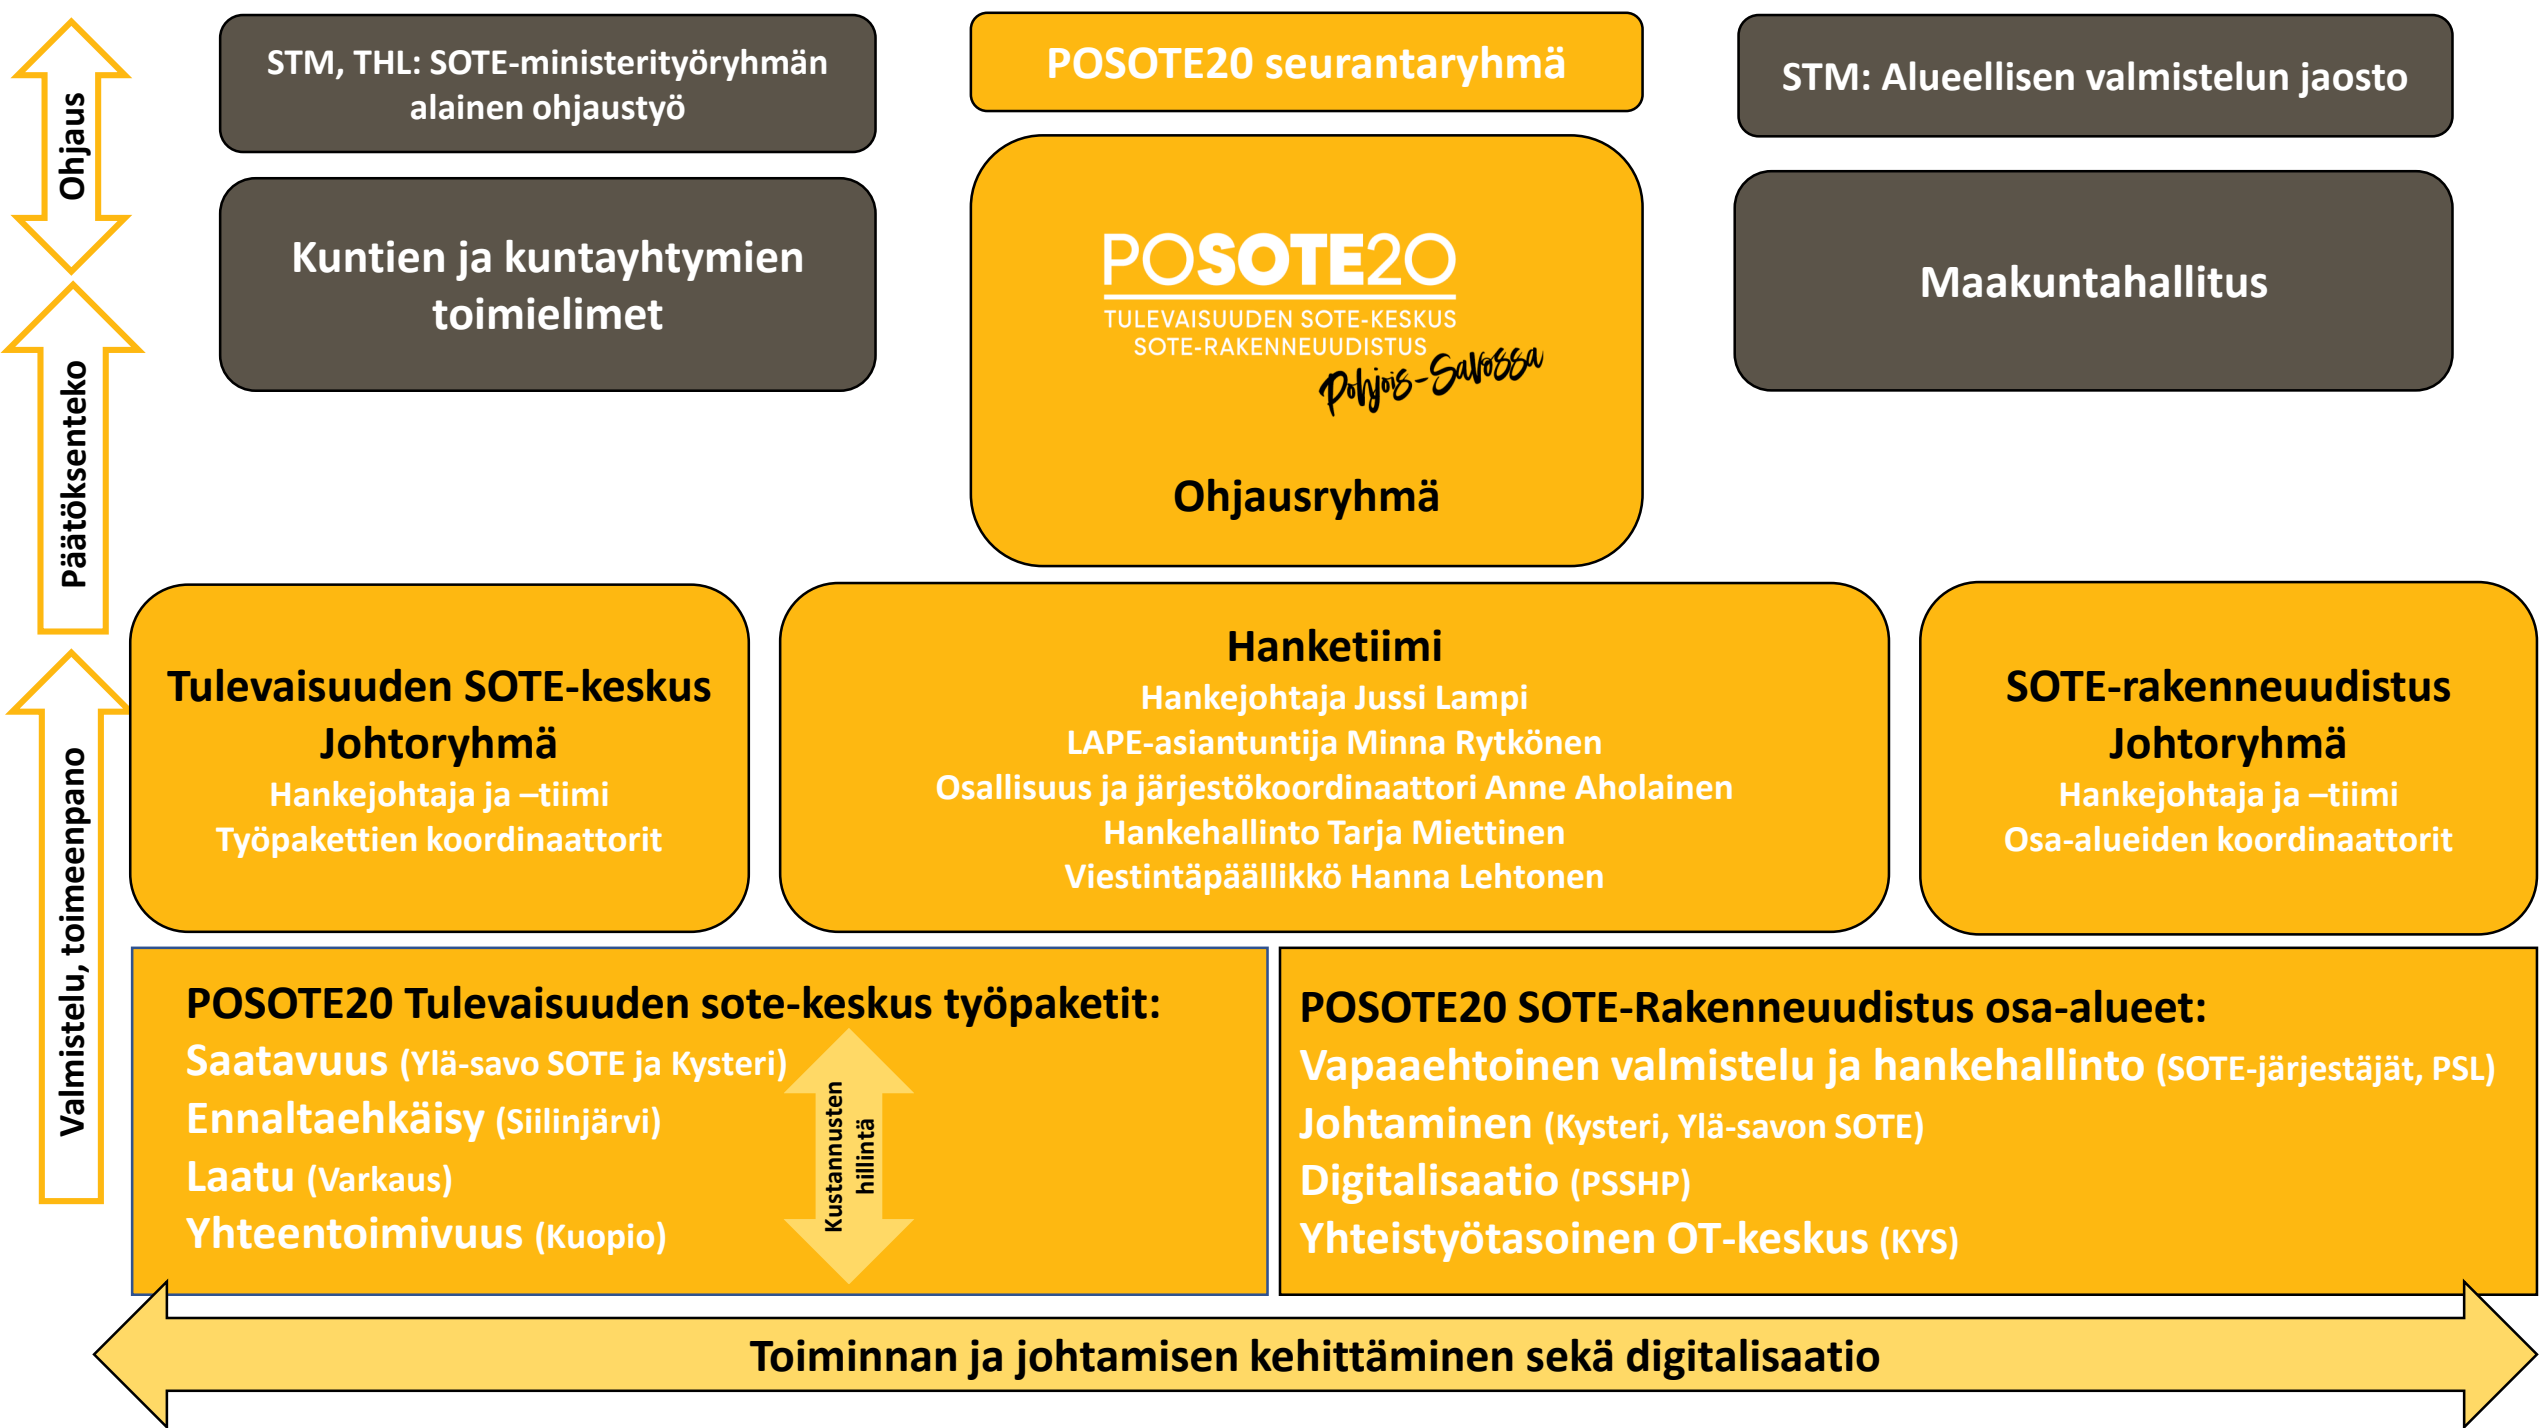 Ohjaus
Päätöksenteko
Valmistelu, toimeenpano
STM, THL: SOTE-ministerityöryhmän
alainen ohjaustyö
POSOTE20 seurantaryhmä
STM: Alueellisen valmistelun jaosto
Kuntien ja kuntayhtymien
toimielimet
POSOTE20
TULEVAISUUDEN SOTE-KESKUS
SOTE-RAKENNEUUDISTUS
Pohjois-Savossa
Ohjausryhmä
Maakuntahallitus
Tulevaisuuden SOTE-keskus
Johtoryhmä
Hankejohtaja ja –tiimi
Työpakettien koordinaattorit
Hanketiimi
Hankejohtaja Jussi Lampi
LAPE-asiantuntija Minna Rytkönen
Osallisuus ja järjestökoordinaattori Anne Aholainen
Hankehallinto Tarja Miettinen
Viestintäpäällikkö Hanna Lehtonen
SOTE-rakenneuudistus
Johtoryhmä
Hankejohtaja ja –tiimi
Osa-alueiden koordinaattorit
POSOTE20 Tulevaisuuden sote-keskus työpaketit:
Saatavuus (Ylä-savo SOTE ja Kysteri)
Ennaltaehkäisy (Siilinjärvi)
Laatu (Varkaus)
Yhteentoimivuus (Kuopio)
Kustannusten
hillintä
POSOTE20 SOTE-Rakenneuudistus osa-alueet:
Vapaaehtoinen valmistelu ja hankehallinto (SOTE-järjestäjät, PSL)
Johtaminen (Kysteri, Ylä-savon SOTE)
Digitalisaatio (PSSHP)
Yhteistyötasoinen OT-keskus (KYS)
Toiminnan ja johtamisen kehittäminen sekä digitalisaatio